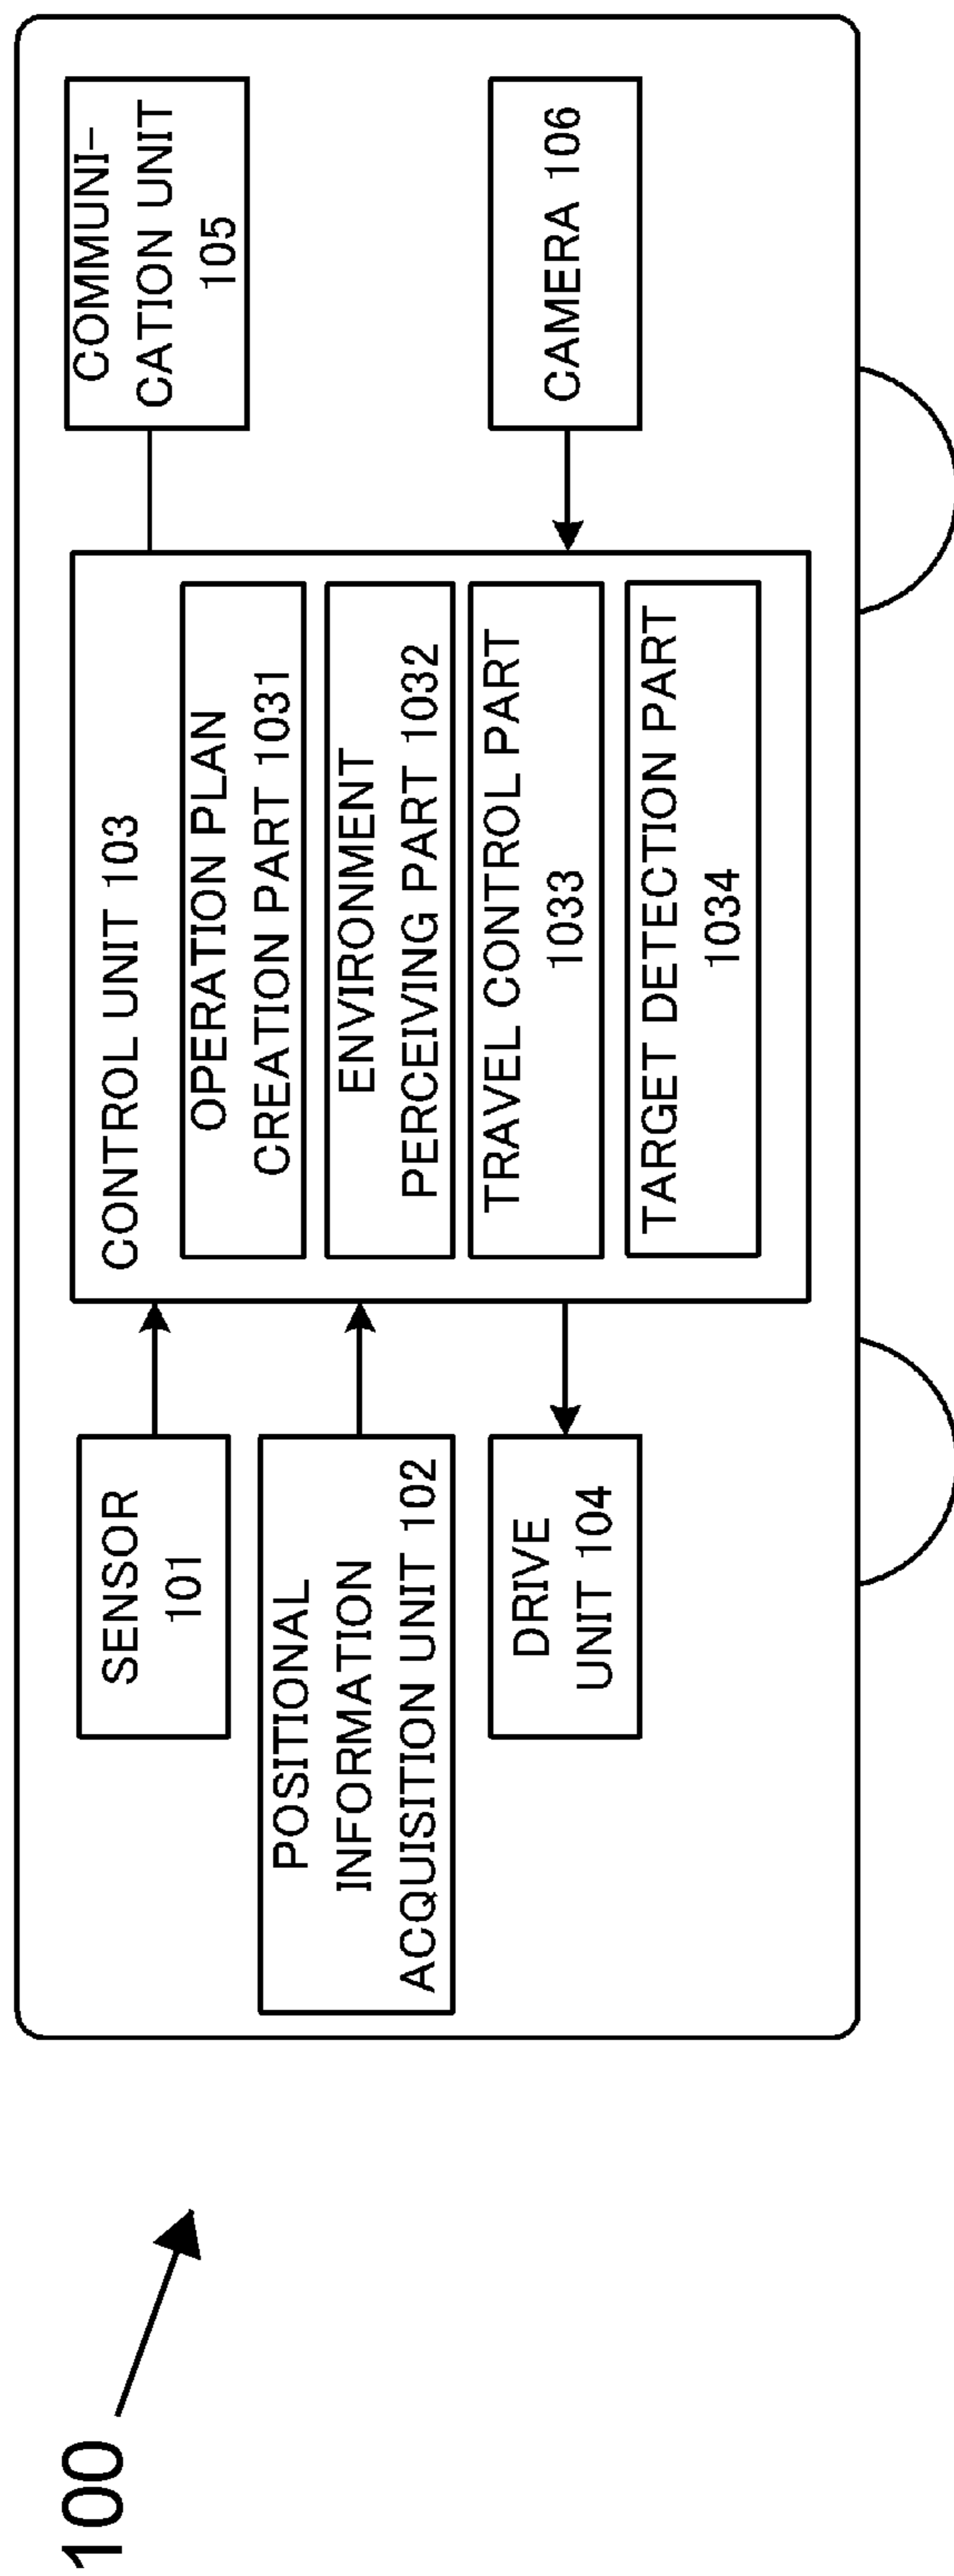 100
SENSOR
101
POSITIONAL
INFORMATION
ACQUISITION UNIT 102
DRIVE
UNIT 104
CONTROL UNIT 103
OPERATION PLAN
CREATION PART 1031
ENVIRONMENT
PERCEIVING PART 1032
TRAVEL CONTROL PART
1033
TARGET DETECTION PART
1034
COMMUNI-
CATION UNIT
105
CAMERA 106